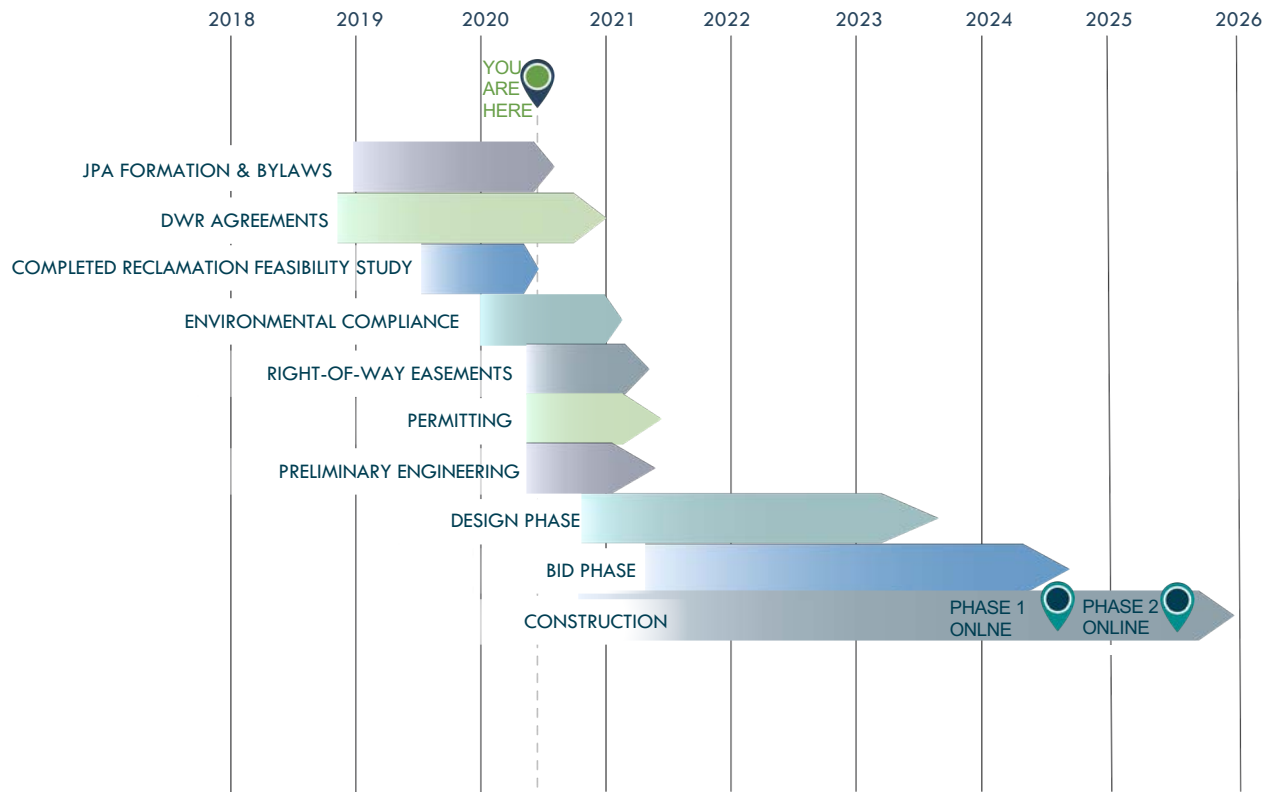 2018 2019 2020 2021 2022 2023 2024 2025 2026
YOU
ARE
HERE
JPA FORMATION & BYLAWS
DWR AGREEMENTS
COMPLETED RECLAMATION FEASIBILITY STUDY
ENVIRONMENTAL COMPLIANCE
RIGHT-OF-WAY EASEMENTS
PERMITTING
PRELIMINARY ENGINEERING
DESIGN PHASE
BID PHASE
CONSTRUCTION
PHASE 1
ONLNE
PHASE 2
ONLINE